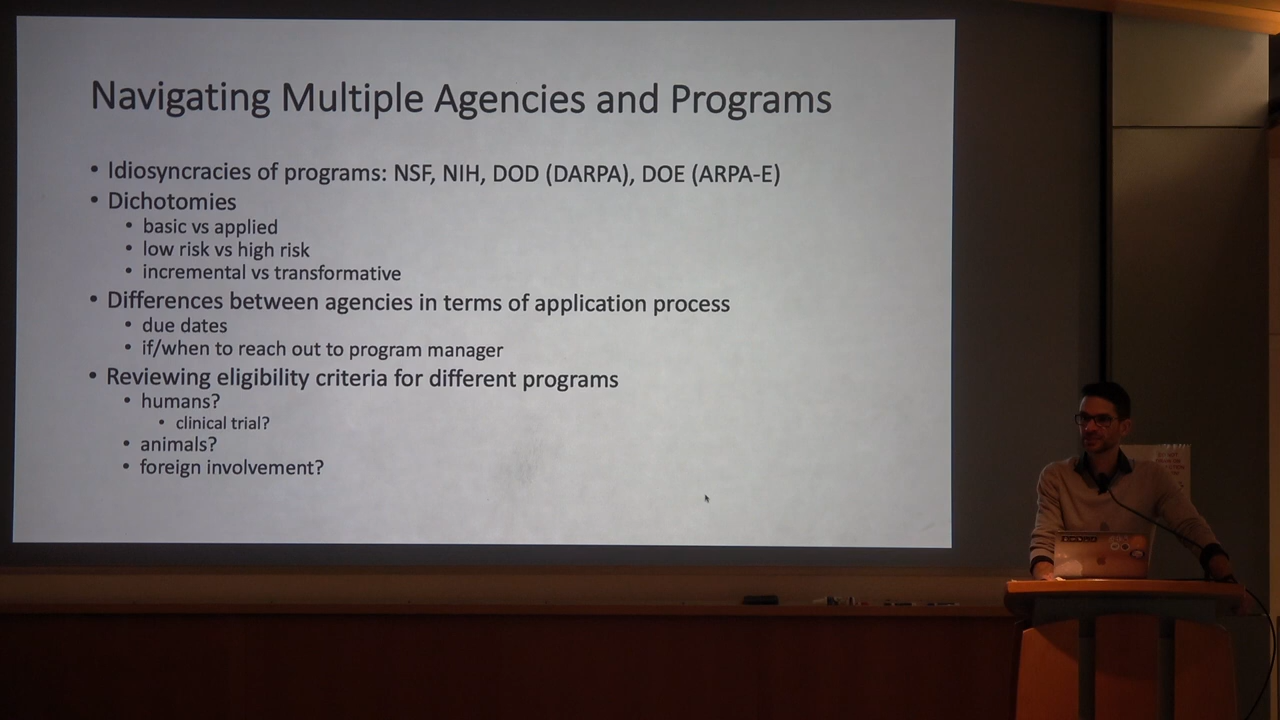 Navigating Multiple Agencies and Programs
• Idiosyncracies of programs: NSF, NIH, DOD (DARPA), DOE (ARPA-E)
• Dichotomies
• basic vs applied
• low risk vs high risk
• incremental vs transformative
• Differences between agencies in terms of application process
• due dates
• if/when to reach out to program manager
• Reviewing eligibility criteria for different programs
• humans?
• clinical trial?
• animals?
• foreign involvement?